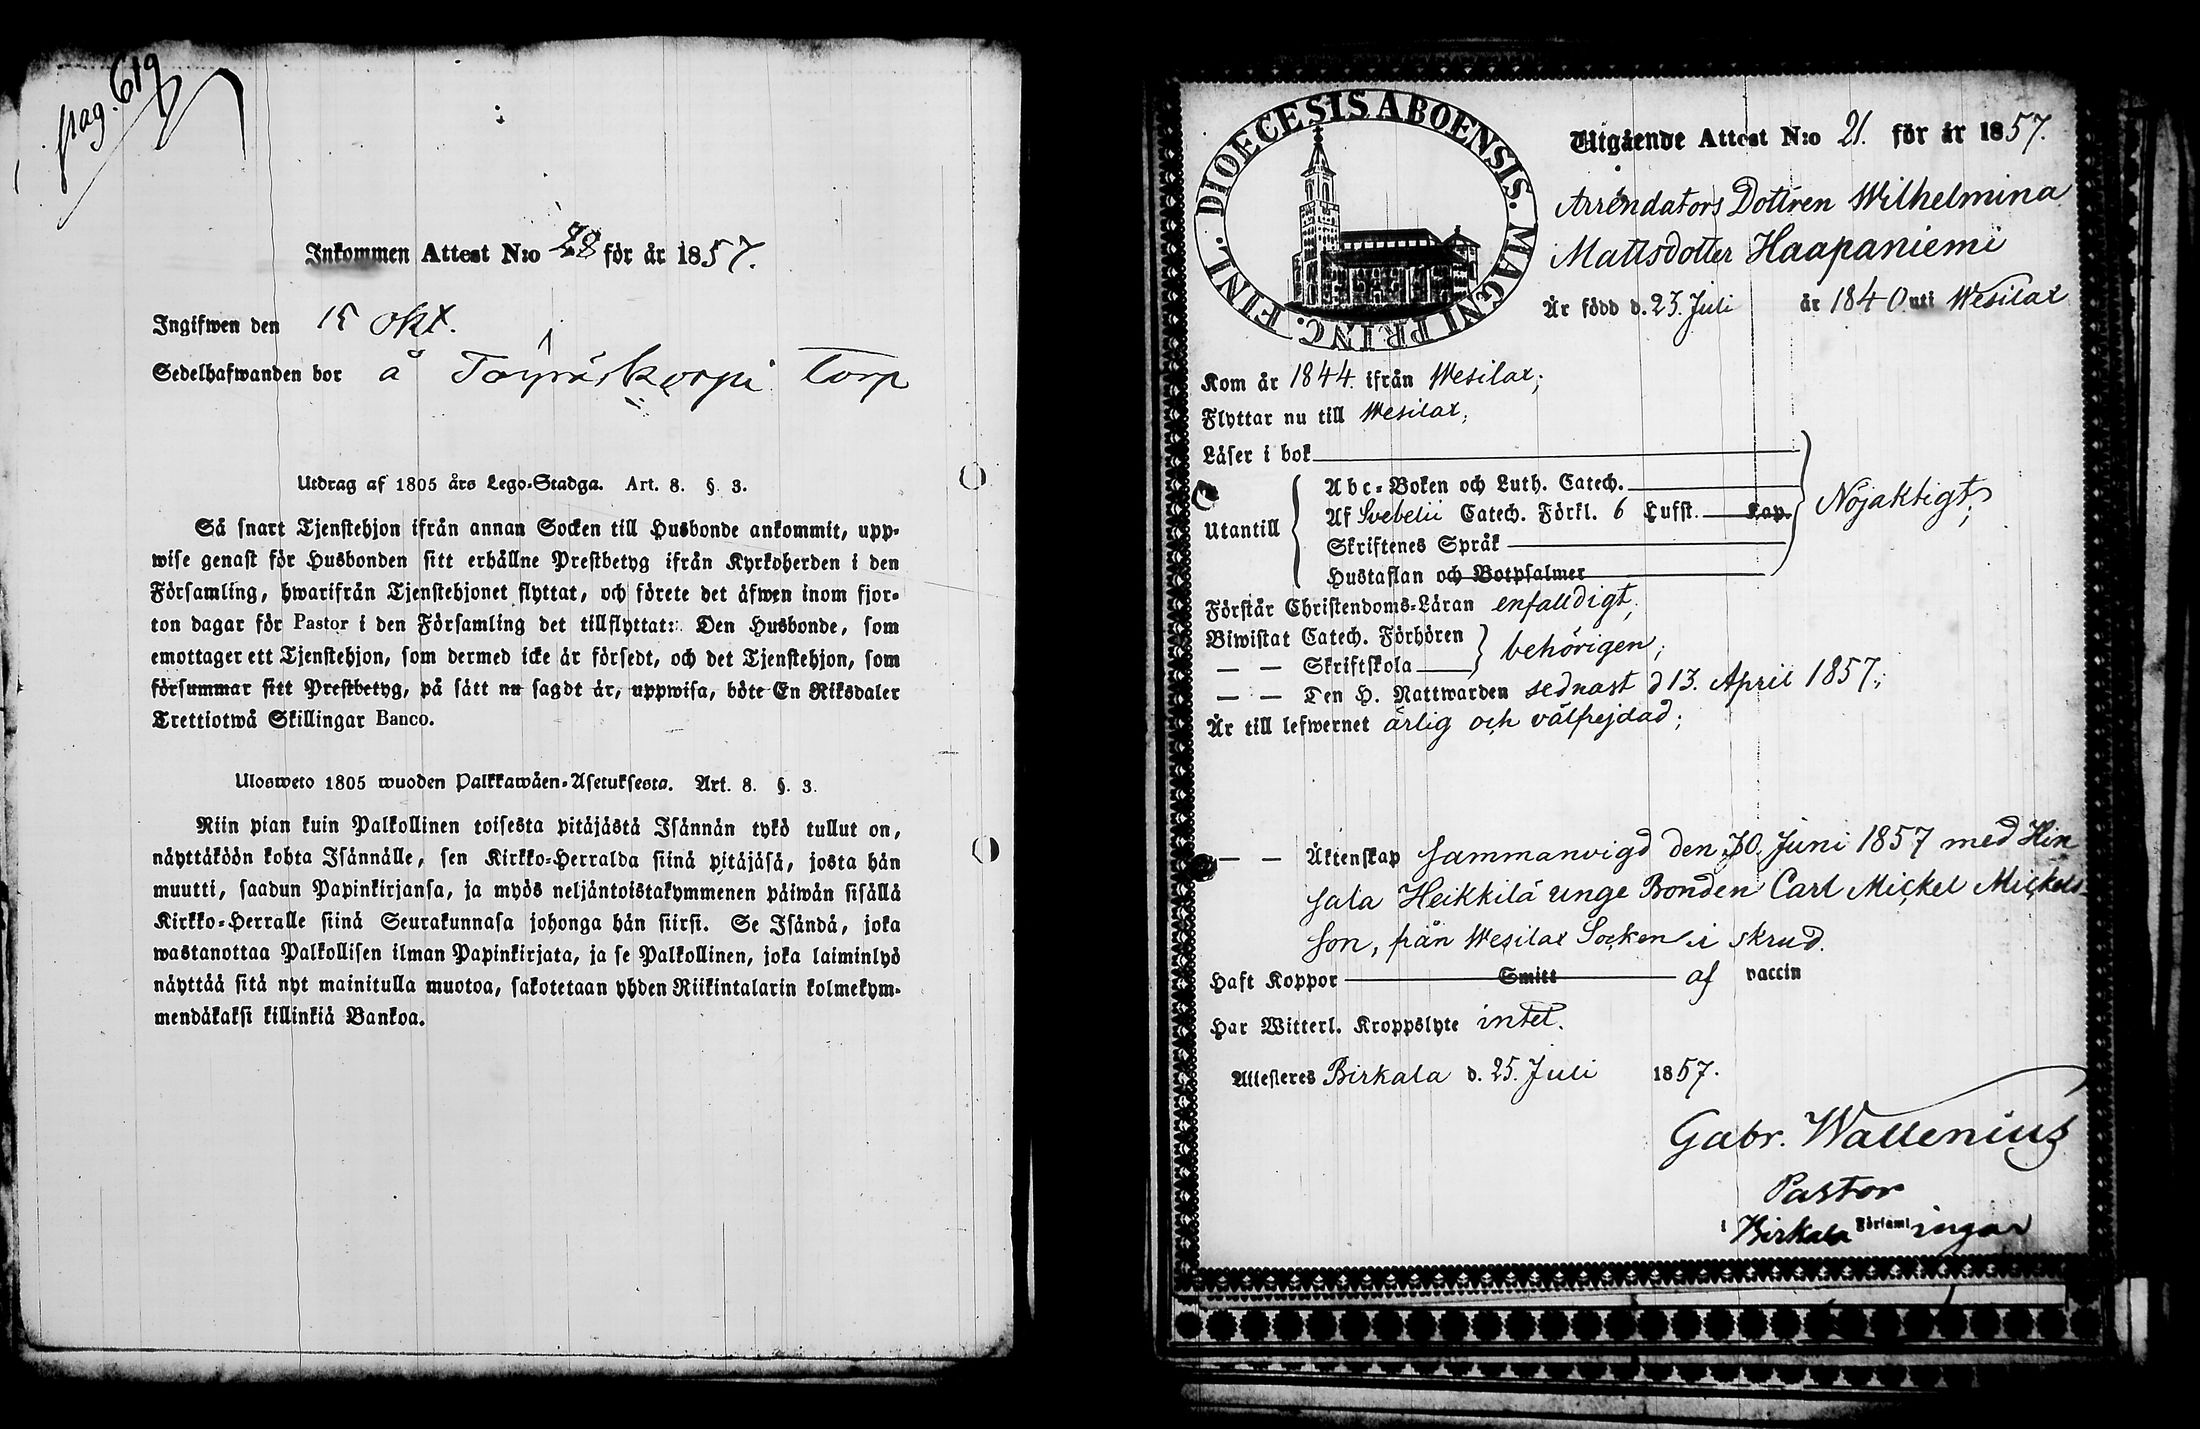 pag. 619
Inkommen Attest N:o 28 för år 1857.
Ingifwen den 15 Okt.
Sedelhafwanden bor å Töyräskorpi Torp
Utdrag af 1805 års Lego-Stadga. Art. 8. §. 3.
Så snart Tjenstehjon ifrån annan Socken till Husbonde ankommit, upp-
wise genast för Husbonden sitt erhållne Prestbetyg ifrån Kyrkoherden i den
Församling, hwarifrån Tjenstehjonet flyttat, och förete det äfwen inom fjor-
ton dagar för Pastor i den Församling det tillflyttat: Den Husbonde, som
emottager ett Tjenstehjon, som dermed icke är försedt, och det Tjenstehjon, som
försummar sitt Prestbetyg, på sätt nu sagdt är, uppwisa, böte En Riksdaler
Trettiotwå Skillingar Banco.
Ulosweto 1805 wuoden Palkkawäen-Asetuksesta. Art. 8. §. 3.
Niin pian kuin Palkollinen toisesta pitäjästä Isännän tykö tullut on,
näyttäköön kohta Isännälle, sen Kirkko-Herralda siinä pitäjäsä, josta hän
muutti, saadun Papinkirjansa, ja myös neljäntoistakymmenen päiwän sisällä
Kirkko-Herralle siinä Seurakunnasa johonga hän siirsi. Se Isändä, joka
wastanottaa Palkollisen ilman Papinkirjata, ja se Palkollinen, joka laiminlyö
näyttää sitä nyt mainitulla muotoa, sakotetaan yhden Riikintalarin kolmekym-
mendäkaksi killinkiä Bankoa.
DIOECESIS ABOENSIS. MAGNI PRINC. FINL.
Utgående Attest N:o 21. för år 1857.
Arrendators Dottren Wilhelmina
Mattsdotter Haapaniemi
Är född d. 23. Juli år 1840 uti Wesilax
Kom år 1844. ifrån Wesilax;
Flyttar nu till Wesilax;
Läser i bok
Abc-Boken och Luth. Catech.
Utantill Af Svebelii Catech. Förkl. 6 Lufst. Kap. Nöjaktigt;
Skriftenes Språk
Hustaflan och Botpsalmer
Förstår Christendoms-Läran enfaldigt;
Biwistat Catech. Förhören behörigen;
— — Skriftskola
— — Den H. Nattwarden sednast d 13. April 1857;
Är till lefwernet ärlig och välfrejdad;
— — Äktenskap sammanvigd den 30 Juni 1857 med Hin
sala Heikkilä unge Bonden Carl Mickel Mickels
son, från Wesilax Socken i skrud.
Haft Koppor Smitt af vaccin
Har Witterl. Kroppslyte intet.
Attesteres Birkala d. 25. Juli 1857.
Gabr. Wallenius
Pastor
i Birkala Församlingar